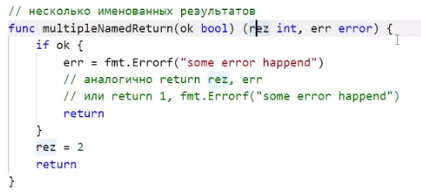 // несколько именованных результатов
func multipleNamedReturn(ok bool) (rez int, err error) {
    if ok {
        err = fmt.Errorf("some error happend")
        // аналогично return rez, err
        // или return 1, fmt.Errorf("some error happend")
        return
    }
    rez = 2
    return
}